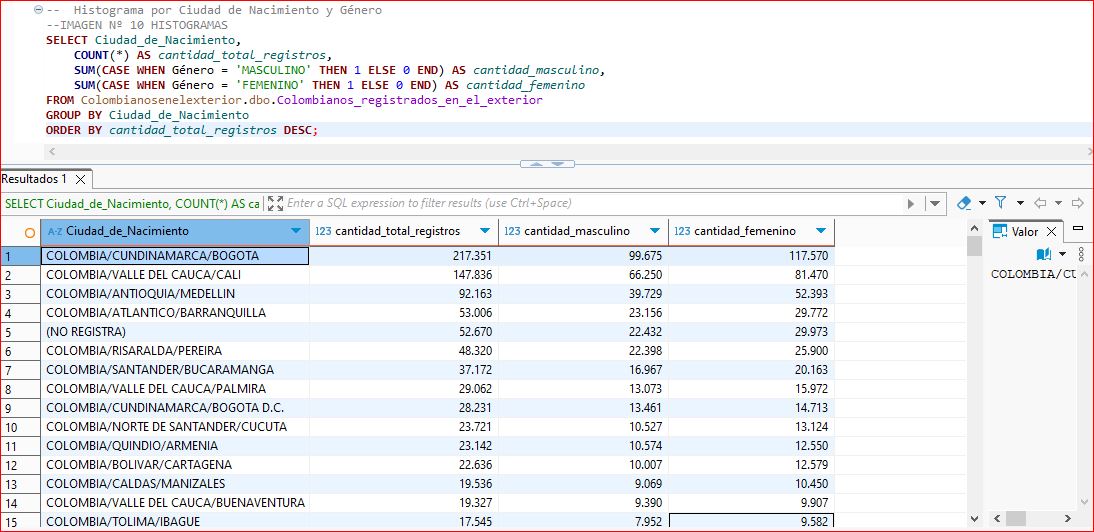 --  Histograma por Ciudad de Nacimiento y Género
--IMAGEN Nº 10 HISTOGRAMAS
SELECT Ciudad_de_Nacimiento,
    COUNT(*) AS cantidad_total_registros,
    SUM(CASE WHEN Género = 'MASCULINO' THEN 1 ELSE 0 END) AS cantidad_masculino,
    SUM(CASE WHEN Género = 'FEMENINO' THEN 1 ELSE 0 END) AS cantidad_femenino
FROM Colombianosenelexterior.dbo.Colombianos_registrados_en_el_exterior
GROUP BY Ciudad_de_Nacimiento
ORDER BY cantidad_total_registros DESC;
Resultados 1
SELECT Ciudad_de_Nacimiento, COUNT(*) AS ca Enter a SQL expression to filter results (use Ctrl+Space)
A-Z Ciudad_de_Nacimiento 123 cantidad_total_registros 123 cantidad_masculino 123 cantidad_femenino Valor
1 COLOMBIA/CUNDINAMARCA/BOGOTA 217.351 99.675 117.570
COLOMBIA/CU
2 COLOMBIA/VALLE DEL CAUCA/CALI 147.836 66.250 81.470
3 COLOMBIA/ANTIOQUIA/MEDELLIN 92.163 39.729 52.393
4 COLOMBIA/ATLANTICO/BARRANQUILLA 53.006 23.156 29.772
5 (NO REGISTRA) 52.670 22.432 29.973
6 COLOMBIA/RISARALDA/PEREIRA 48.320 22.398 25.900
7 COLOMBIA/SANTANDER/BUCARAMANGA 37.172 16.967 20.163
8 COLOMBIA/VALLE DEL CAUCA/PALMIRA 29.062 13.073 15.972
9 COLOMBIA/CUNDINAMARCA/BOGOTA D.C. 28.231 13.461 14.713
10 COLOMBIA/NORTE DE SANTANDER/CUCUTA 23.721 10.527 13.124
11 COLOMBIA/QUINDIO/ARMENIA 23.142 10.574 12.550
12 COLOMBIA/BOLIVAR/CARTAGENA 22.636 10.007 12.579
13 COLOMBIA/CALDAS/MANIZALES 19.536 9.069 10.450
14 COLOMBIA/VALLE DEL CAUCA/BUENAVENTURA 19.327 9.390 9.907
15 COLOMBIA/TOLIMA/IBAGUE 17.545 7.952 9.582